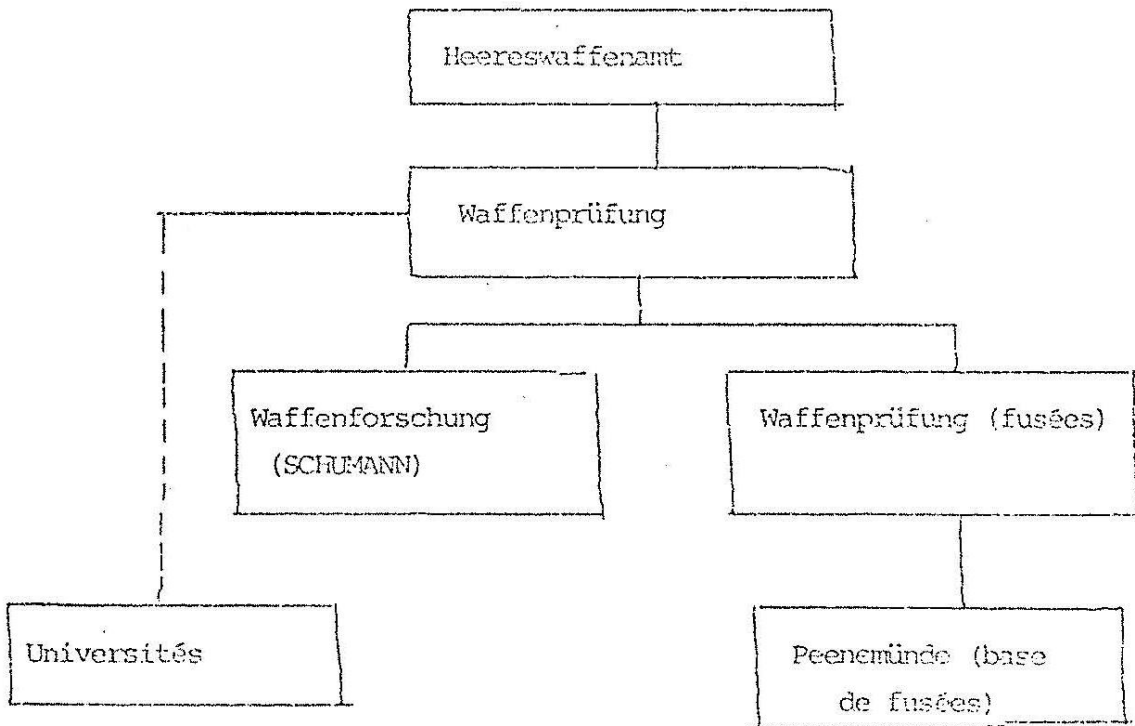 Heereswaffenamt
Waffenprüfung
Waffenforschung
(SCHUMANN)
Waffenprüfung (fusées)
Universités
Peenemünde (base
de fusées)